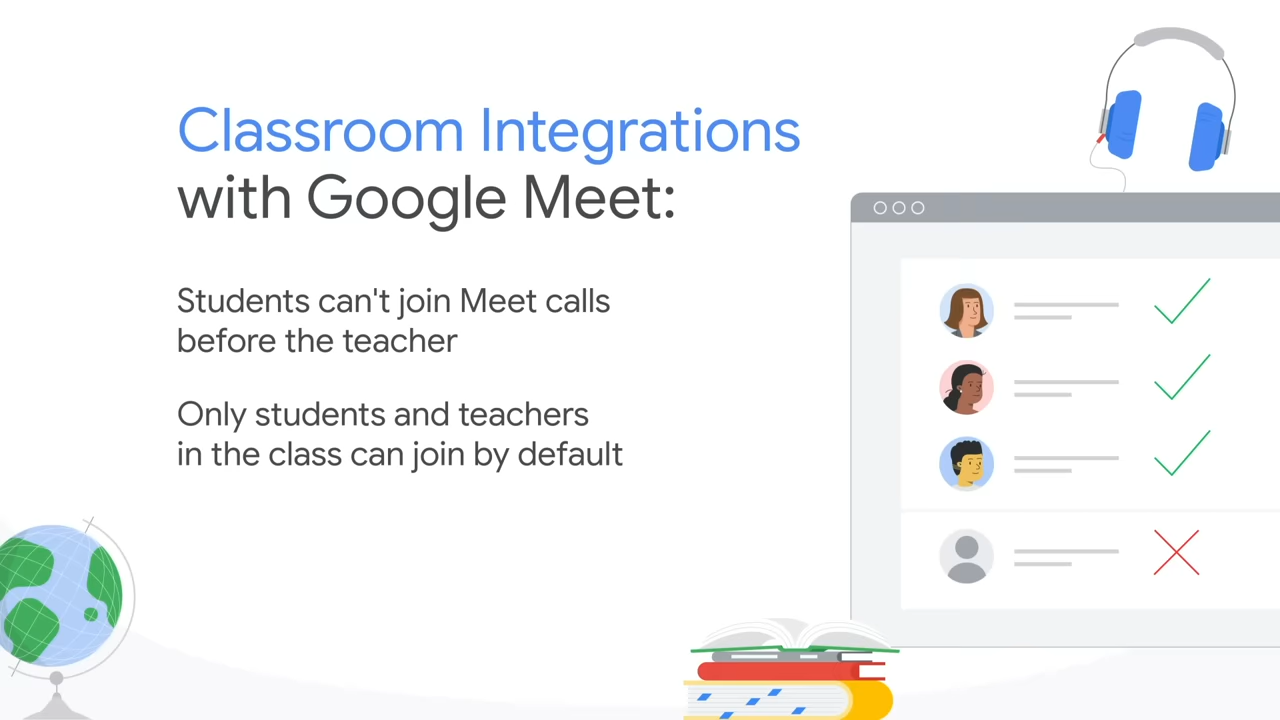 Classroom Integrations
with Google Meet:
Students can't join Meet calls
before the teacher
Only students and teachers
in the class can join by default